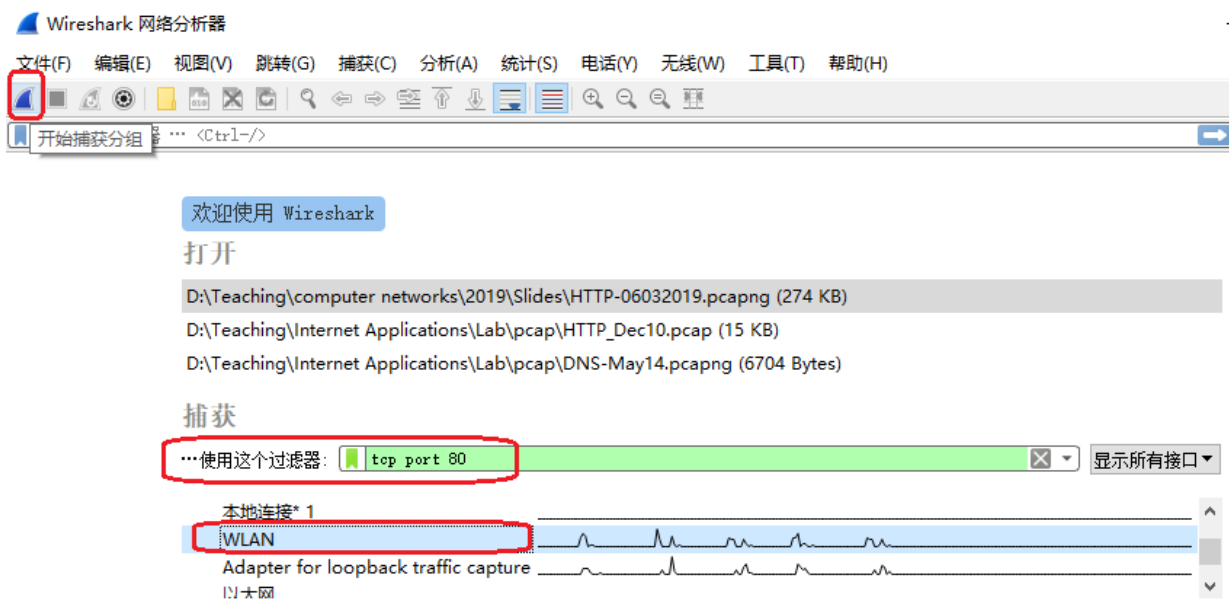 Wireshark 网络分析器
文件(F) 编辑(E) 视图(V) 跳转(G) 捕获(C) 分析(A) 统计(S) 电话(Y) 无线(W) 工具(T) 帮助(H)
开始捕获分组 … <Ctrl-/>
欢迎使用 Wireshark
打开
D:\Teaching\computer networks\2019\Slides\HTTP-06032019.pcapng (274 KB)
D:\Teaching\Internet Applications\Lab\pcap\HTTP_Dec10.pcap (15 KB)
D:\Teaching\Internet Applications\Lab\pcap\DNS-May14.pcapng (6704 Bytes)
捕获
…使用这个过滤器: tcp port 80 显示所有接口
本地连接* 1
WLAN
Adapter for loopback traffic capture
以太网